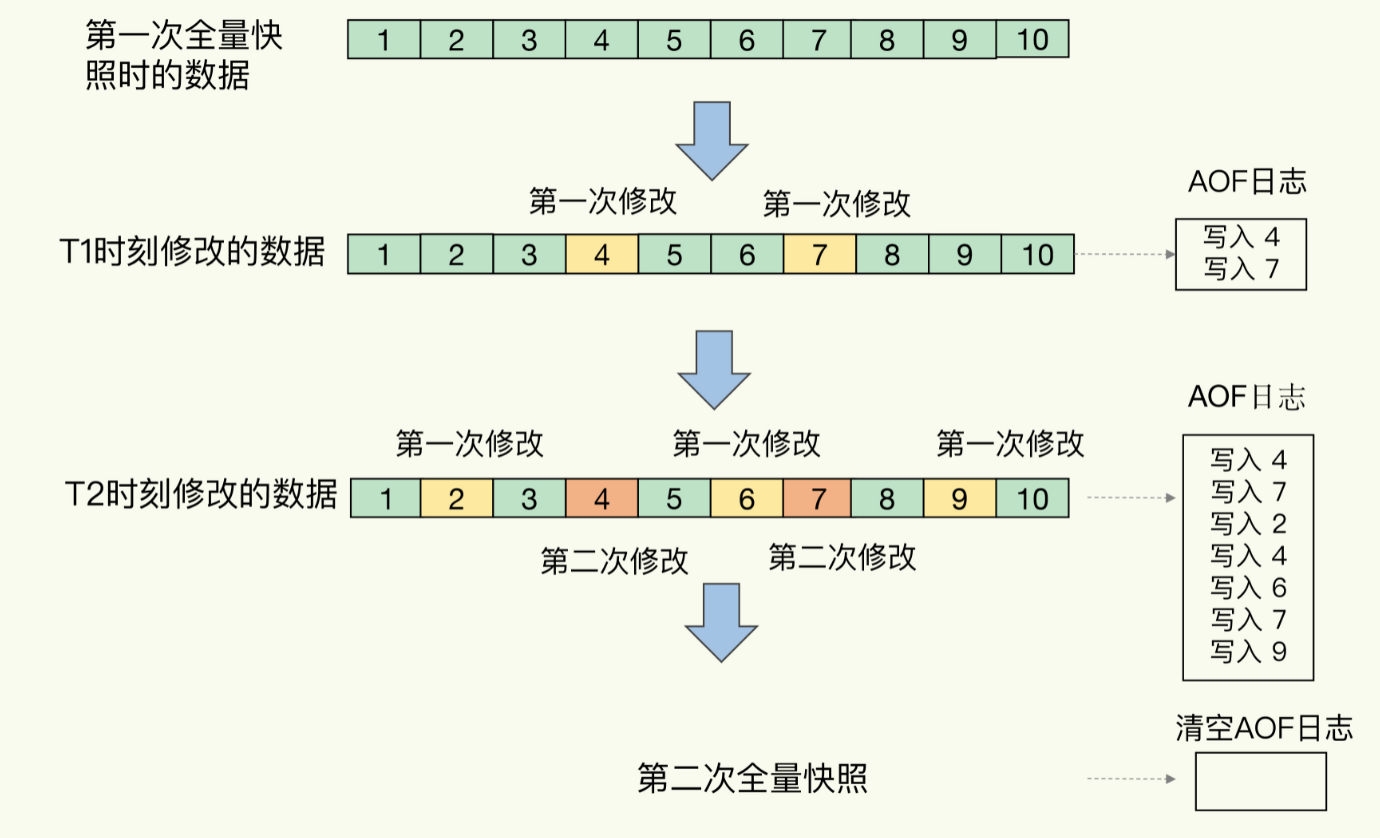 第一次全量快
照时的数据
1 2 3 4 5 6 7 8 9 10
第一次修改 第一次修改
AOF日志
T1时刻修改的数据
1 2 3 4 5 6 7 8 9 10
写入 4
写入 7
AOF日志
第一次修改 第一次修改 第一次修改
T2时刻修改的数据
1 2 3 4 5 6 7 8 9 10
第二次修改 第二次修改
写入 4
写入 7
写入 2
写入 4
写入 6
写入 7
写入 9
清空AOF日志
第二次全量快照